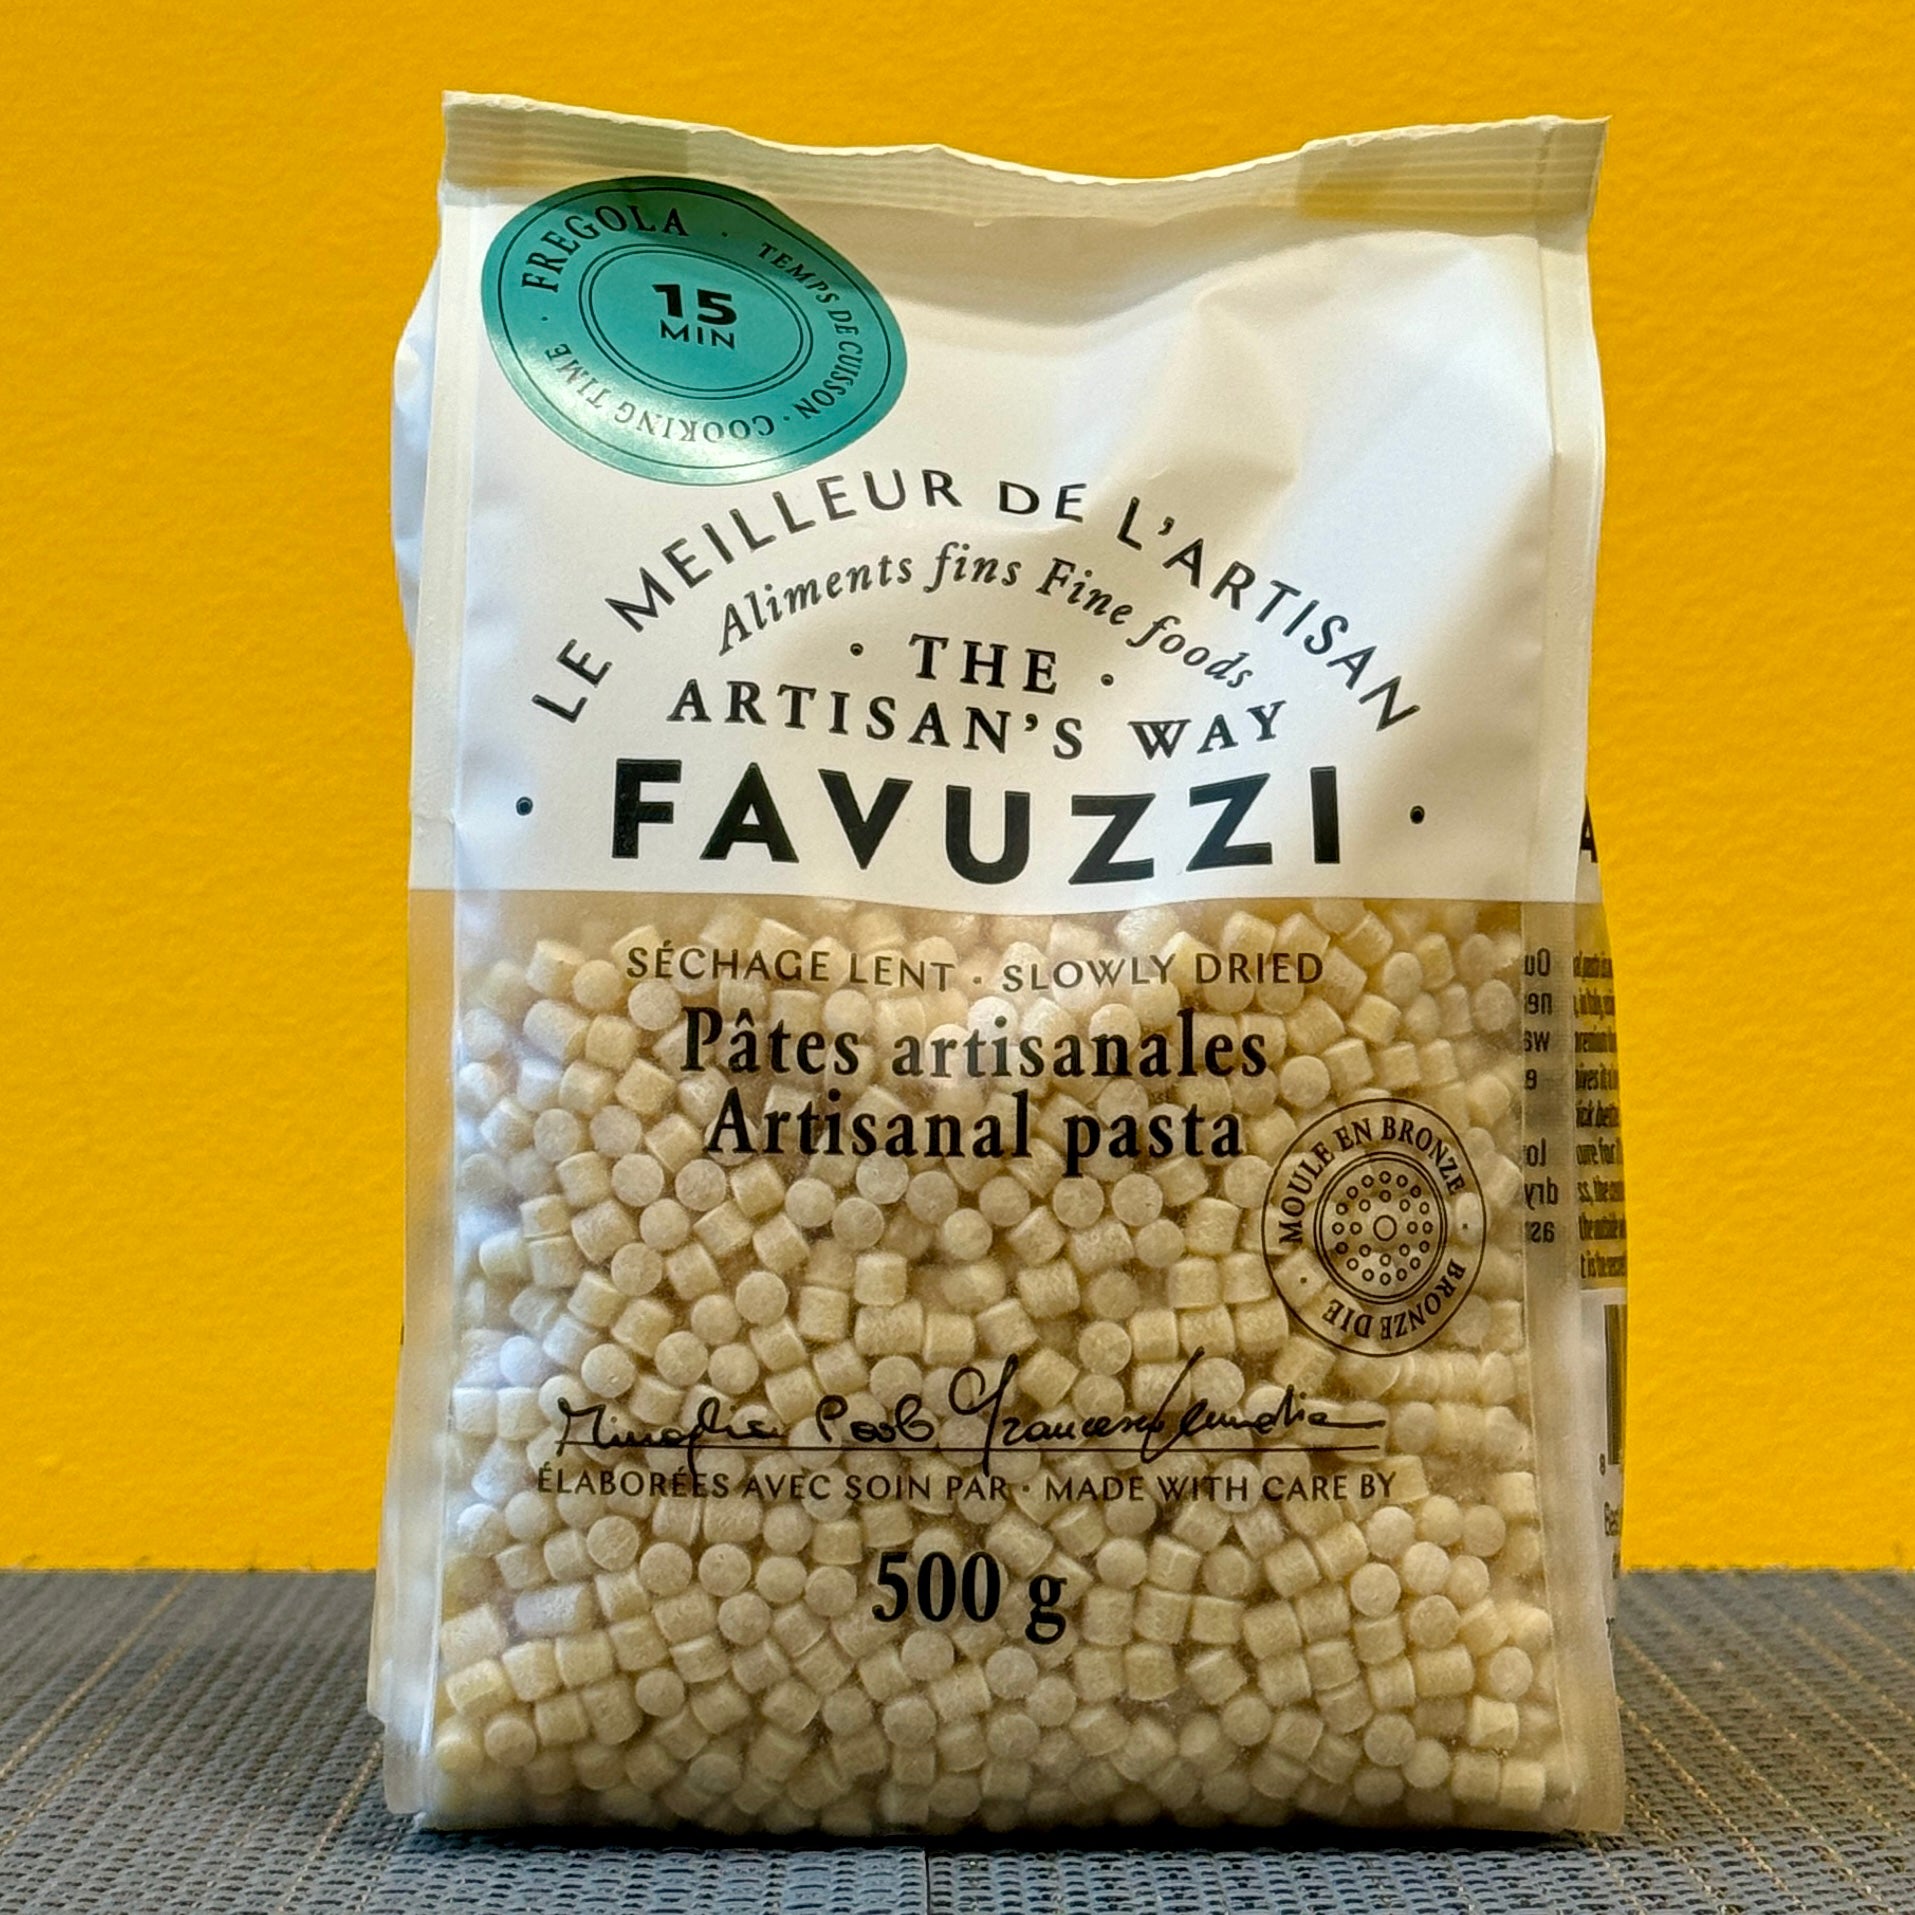 FREGOLA · TEMPS DE CUISSON · COOKING TIME ·
15
MIN
LE MEILLEUR DE L'ARTISAN
Aliments fins Fine foods
· THE ·
ARTISAN'S WAY
· FAVUZZI ·
SÉCHAGE LENT · SLOWLY DRIED
Pâtes artisanales
Artisanal pasta
MOULE EN BRONZE · BRONZE DIE ·
ÉLABORÉES AVEC SOIN PAR · MADE WITH CARE BY
500 g